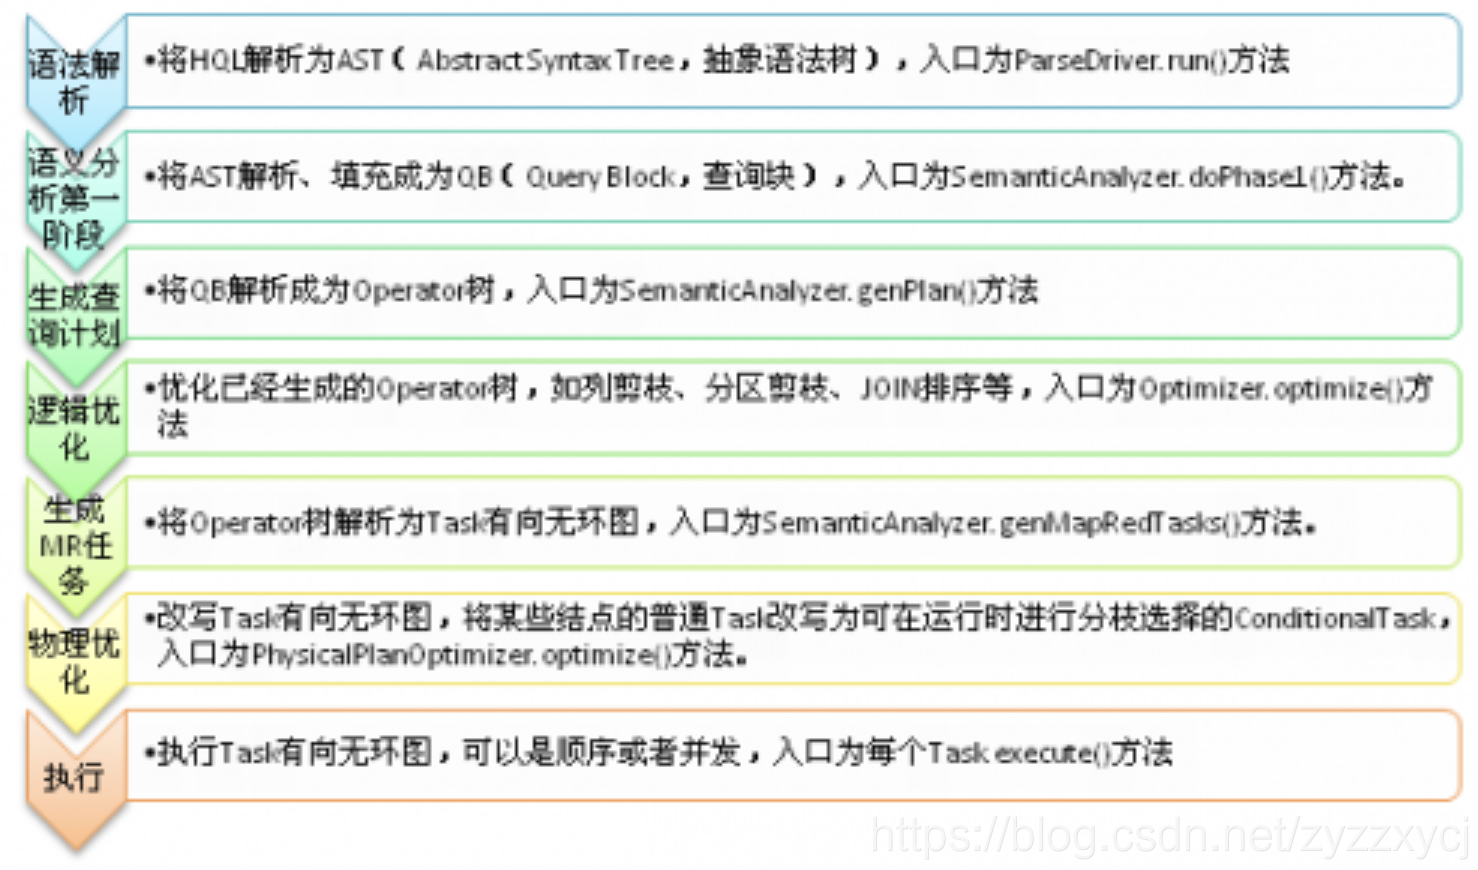 语法解
析
•将HQL解析为AST（AbstractSyntaxTree，抽象语法树），入口为ParseDriver.run()方法
语义分
析第一
阶段
•将AST解析、填充成为QB（Query Block，查询块），入口为SemanticAnalyzer.doPhase1()方法。
生成查
询计划
•将QB解析成为Operator树，入口为SemanticAnalyzer.genPlan()方法
逻辑优
化
•优化已经生成的Operator树，如列剪枝、分区剪枝、JOIN排序等，入口为Optimizer.optimize()方
法
生成
MR任
务
•将Operator树解析为Task有向无环图，入口为SemanticAnalyzer.genMapRedTasks()方法。
物理优
化
•改写Task有向无环图，将某些结点的普通Task改写为可在运行时进行分枝选择的ConditionalTask，
入口为PhysicalPlanOptimizer.optimize()方法。
执行
•执行Task有向无环图，可以是顺序或者并发，入口为每个Task execute()方法
https://blog.csdn.net/zyzzxycj